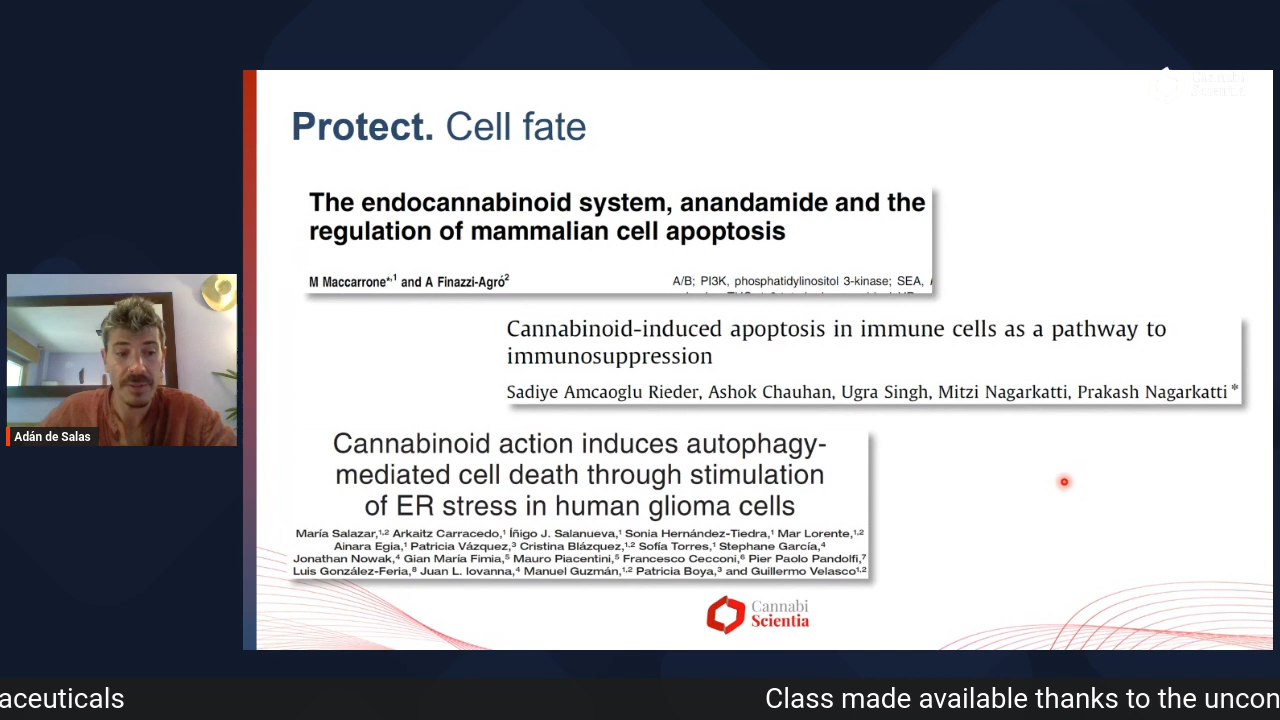 Protect. Cell fate
The endocannabinoid system, anandamide and the
regulation of mammalian cell apoptosis
M Maccarrone*,1 and A Finazzi-Agró2
A/B; PI3K, phosphatidylinositol 3-kinase; SEA,
Cannabinoid-induced apoptosis in immune cells as a pathway to
immunosuppression
Sadiye Amcaoglu Rieder, Ashok Chauhan, Ugra Singh, Mitzi Nagarkatti, Prakash Nagarkatti *
Cannabinoid action induces autophagy-
mediated cell death through stimulation
of ER stress in human glioma cells
María Salazar,1,2 Arkaitz Carracedo,1 Íñigo J. Salanueva,1 Sonia Hernández-Tiedra,1 Mar Lorente,1,2
Ainara Egia,1 Patricia Vázquez,3 Cristina Blázquez,1,2 Sofía Torres,1 Stephane García,4
Jonathan Nowak,4 Gian María Fimia,5 Mauro Piacentini,5 Francesco Cecconi,6 Pier Paolo Pandolfi,7
Luis González-Feria,8 Juan L. Iovanna,4 Manuel Guzmán,1,2 Patricia Boya,3 and Guillermo Velasco1,2
Cannabi
Scientia
Cannabi
Scientia
Adán de Salas
aceuticals
Class made available thanks to the uncon